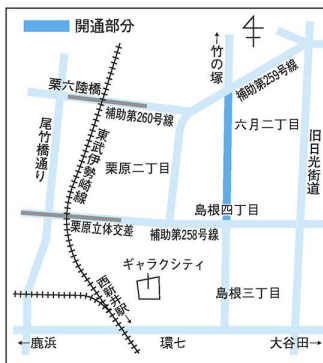 開通部分
←竹の塚
栗六陸橋
補助第260号線
補助第259号線
尾竹橋通り
東武伊勢崎線
栗原二丁目
六月二丁目
旧日光街道
島根四丁目
栗原立体交差
補助第258号線
ギャラクシティ
西新井駅
島根三丁目
←鹿浜
環七
大谷田→